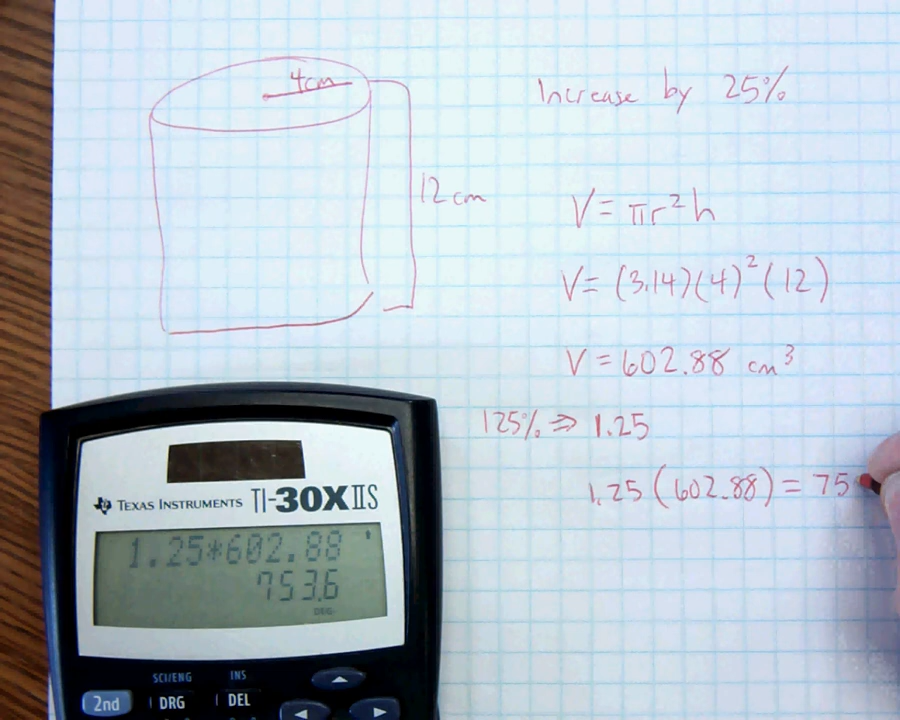 4cm
12 cm
Increase by 25%
V = πr²h
V = (3.14)(4)²(12)
V = 602.88 cm³
125% ⇒ 1.25
1.25 (602.88) = 75
TEXAS INSTRUMENTS TI-30X IIS
1.25*602.88
753.6
DEG
SCI/ENG INS
2nd DRG DEL